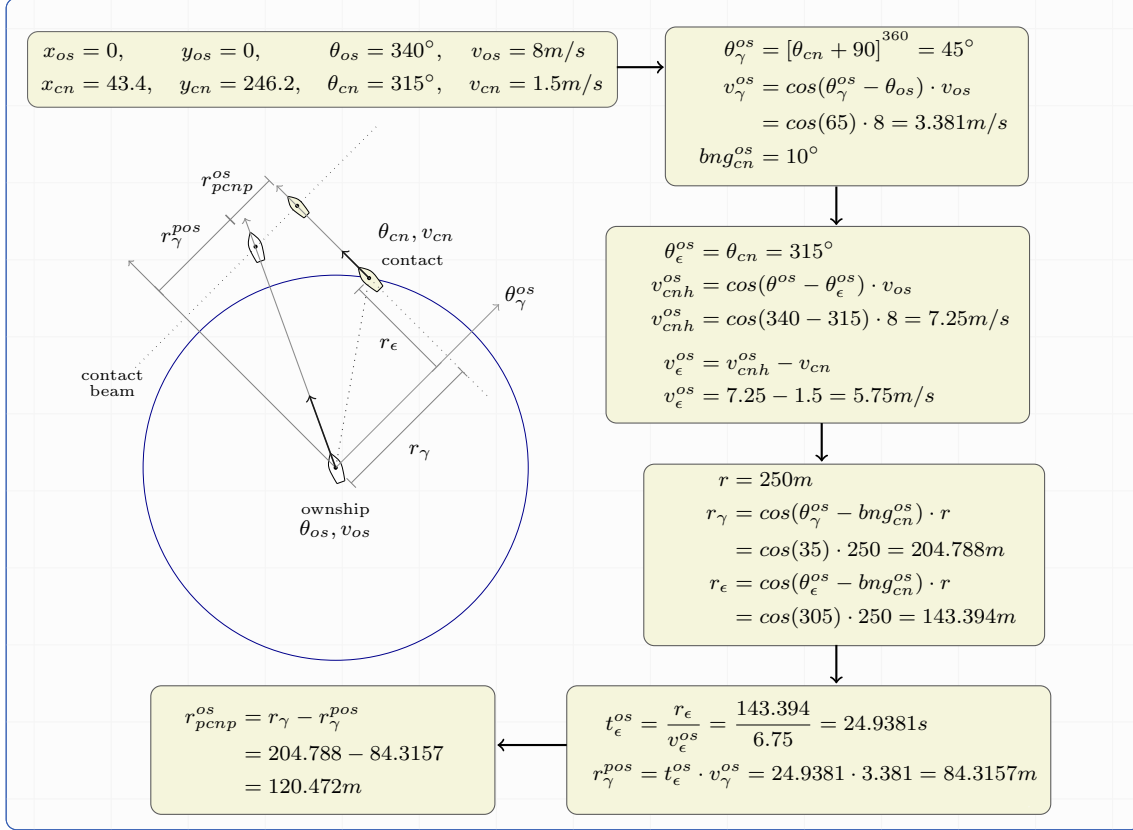 x_os = 0, y_os = 0, θ_os = 340°, v_os = 8m/s
x_cn = 43.4, y_cn = 246.2, θ_cn = 315°, v_cn = 1.5m/s
θ_γ^os = [θ_cn + 90]^360 = 45°
v_γ^os = cos(θ_γ^os − θ_os) · v_os
= cos(65) · 8 = 3.381m/s
bng_cn^os = 10°
θ_ϵ^os = θ_cn = 315°
v_cnh^os = cos(θ^os − θ_ϵ^os) · v_os
v_cnh^os = cos(340 − 315) · 8 = 7.25m/s
v_ϵ^os = v_cnh^os − v_cn
v_ϵ^os = 7.25 − 1.5 = 5.75m/s
r = 250m
r_γ = cos(θ_γ^os − bng_cn^os) · r
= cos(35) · 250 = 204.788m
r_ϵ = cos(θ_ϵ^os − bng_cn^os) · r
= cos(305) · 250 = 143.394m
t_ϵ^os = r_ϵ / v_ϵ^os = 143.394 / 6.75 = 24.9381s
r_γ^pos = t_ϵ^os · v_γ^os = 24.9381 · 3.381 = 84.3157m
r_pcnp^os = r_γ − r_γ^pos
= 204.788 − 84.3157
= 120.472m
r_pcnp^os
r_γ^pos
θ_cn, v_cn
contact
θ_γ^os
r_ϵ
contact
beam
r_γ
ownship
θ_os, v_os